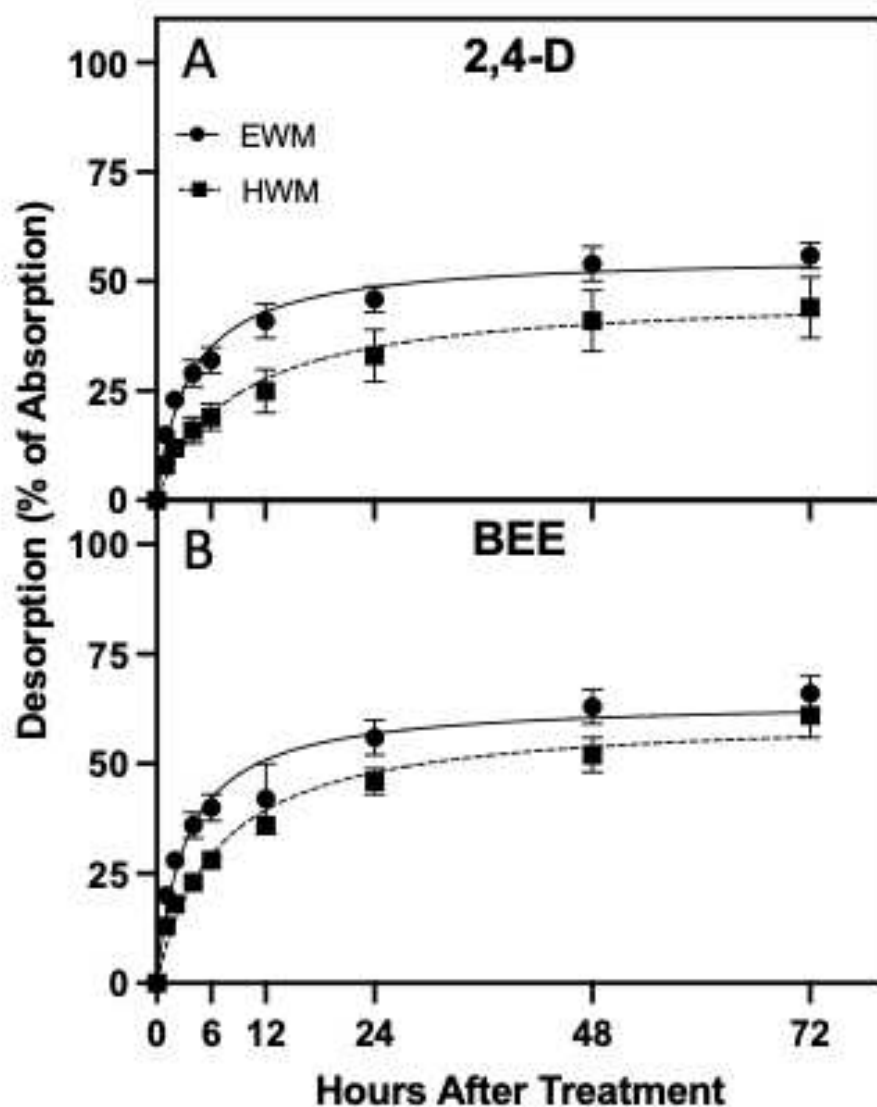 A
2,4-D
EWM
HWM
100
75
50
25
0
B
BEE
100
75
50
25
0
0 6 12 24 48 72
Desorption (% of Absorption)
Hours After Treatment